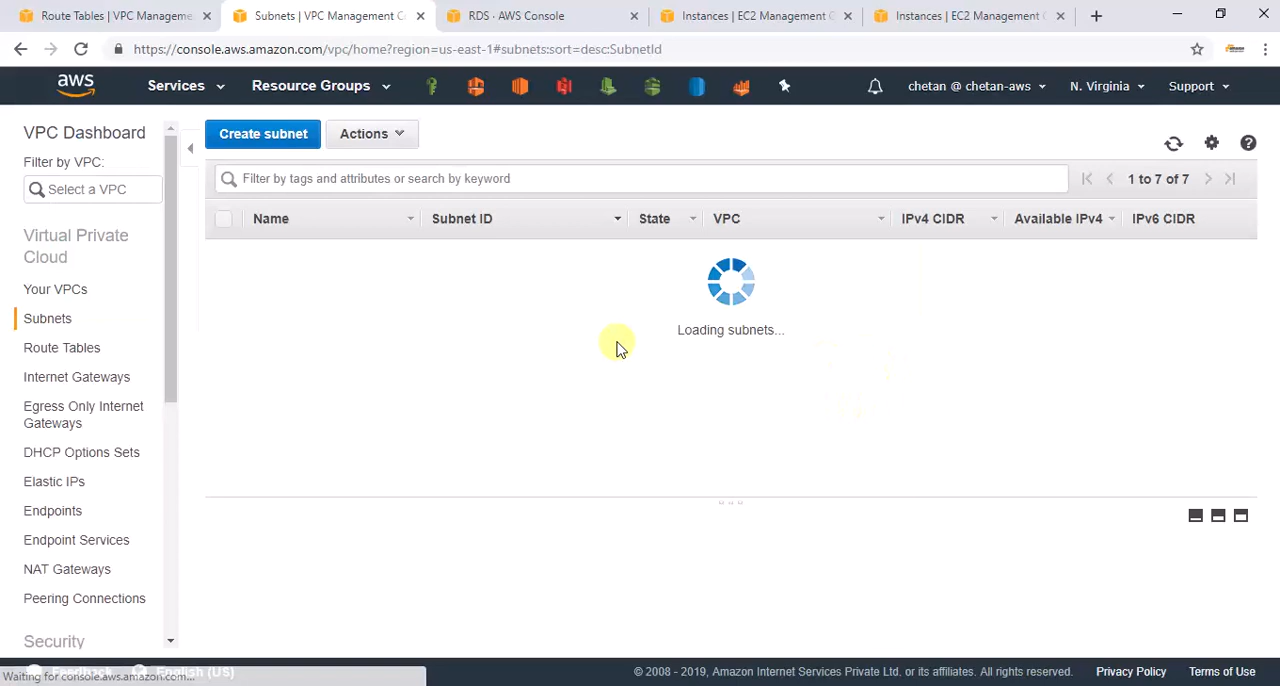 Route Tables | VPC Manageme
Subnets | VPC Management C
RDS · AWS Console
Instances | EC2 Management C
Instances | EC2 Management C
https://console.aws.amazon.com/vpc/home?region=us-east-1#subnets:sort=desc:SubnetId
aws
Services
Resource Groups
chetan @ chetan-aws
N. Virginia
Support
VPC Dashboard
Filter by VPC:
Select a VPC
Virtual Private
Cloud
Your VPCs
Subnets
Route Tables
Internet Gateways
Egress Only Internet
Gateways
DHCP Options Sets
Elastic IPs
Endpoints
Endpoint Services
NAT Gateways
Peering Connections
Security
Create subnet
Actions
Filter by tags and attributes or search by keyword
1 to 7 of 7
Name
Subnet ID
State
VPC
IPv4 CIDR
Available IPv4
IPv6 CIDR
Loading subnets...
Feedback
English (US)
Waiting for console.aws.amazon.com...
© 2008 - 2019, Amazon Internet Services Private Ltd. or its affiliates. All rights reserved.
Privacy Policy
Terms of Use